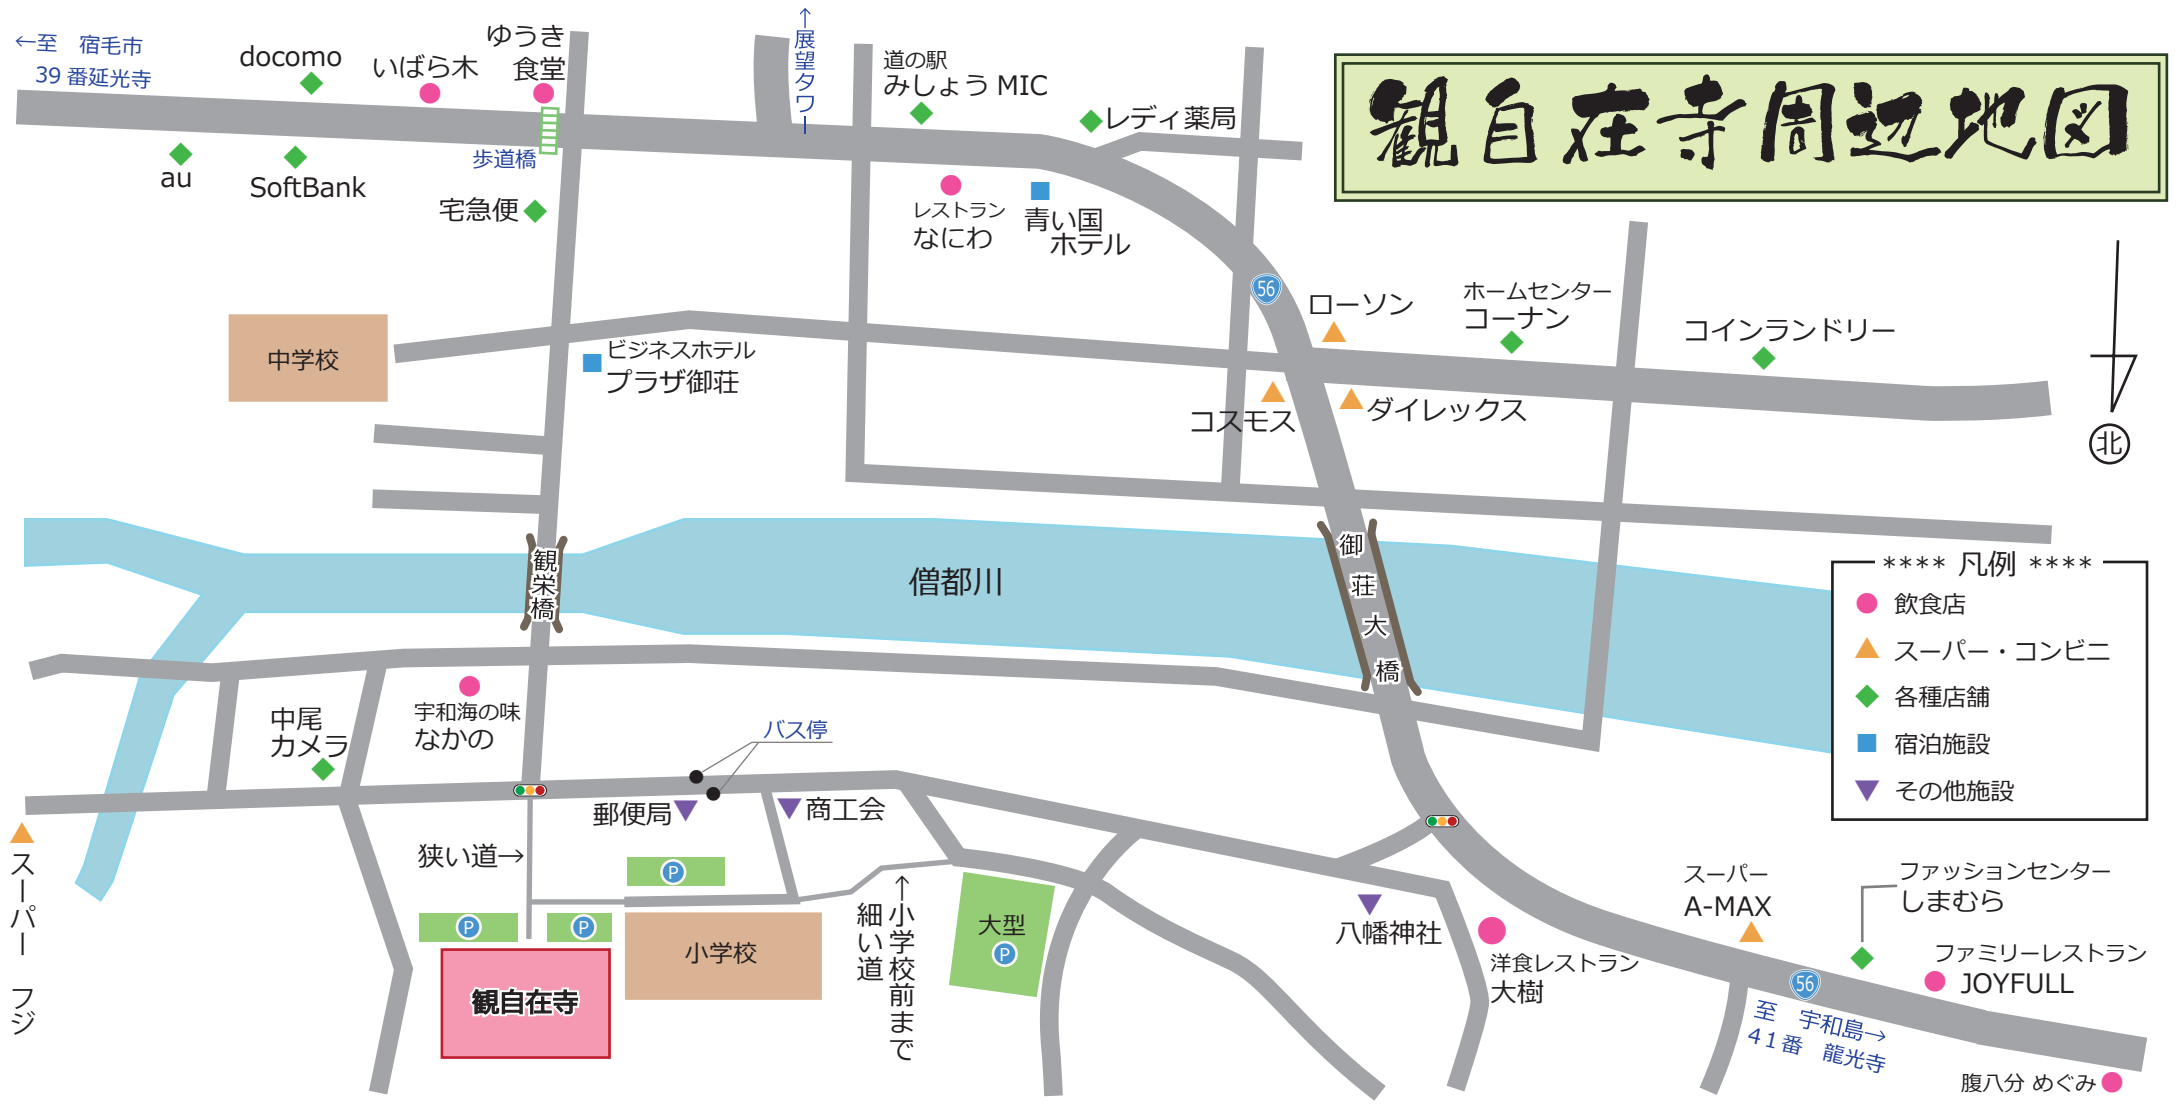 観自在寺周辺地図
←至　宿毛市
39番延光寺
docomo
いばら木
ゆうき
食堂
↑展望タワー
道の駅
みしょうMIC
レディ薬局
au
SoftBank
歩道橋
宅急便
レストラン
なにわ
青い国
ホテル
56
ローソン
ホームセンター
コーナン
コインランドリー
中学校
ビジネスホテル
プラザ御荘
コスモス
ダイレックス
北
観栄橋
僧都川
御荘大橋
**** 凡例 ****
飲食店
スーパー・コンビニ
各種店舗
宿泊施設
その他施設
中尾
カメラ
宇和海の味
なかの
バス停
郵便局
商工会
狭い道→
P
スーパー　フジ
P
P
観自在寺
小学校
↑小学校前まで
細い道
大型
P
八幡神社
洋食レストラン
大樹
スーパー
A-MAX
ファッションセンター
しまむら
ファミリーレストラン
JOYFULL
56
至　宇和島→
41番　龍光寺
腹八分 めぐみ